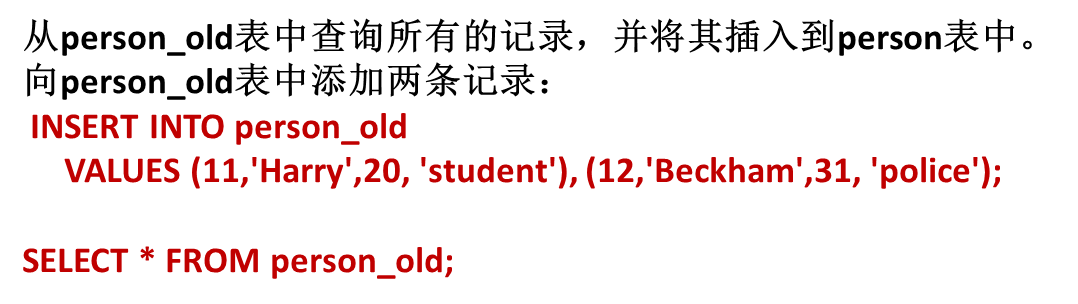 从person_old表中查询所有的记录，并将其插入到person表中。
向person_old表中添加两条记录：
INSERT INTO person_old
VALUES (11,'Harry',20, 'student'), (12,'Beckham',31, 'police');
SELECT * FROM person_old;